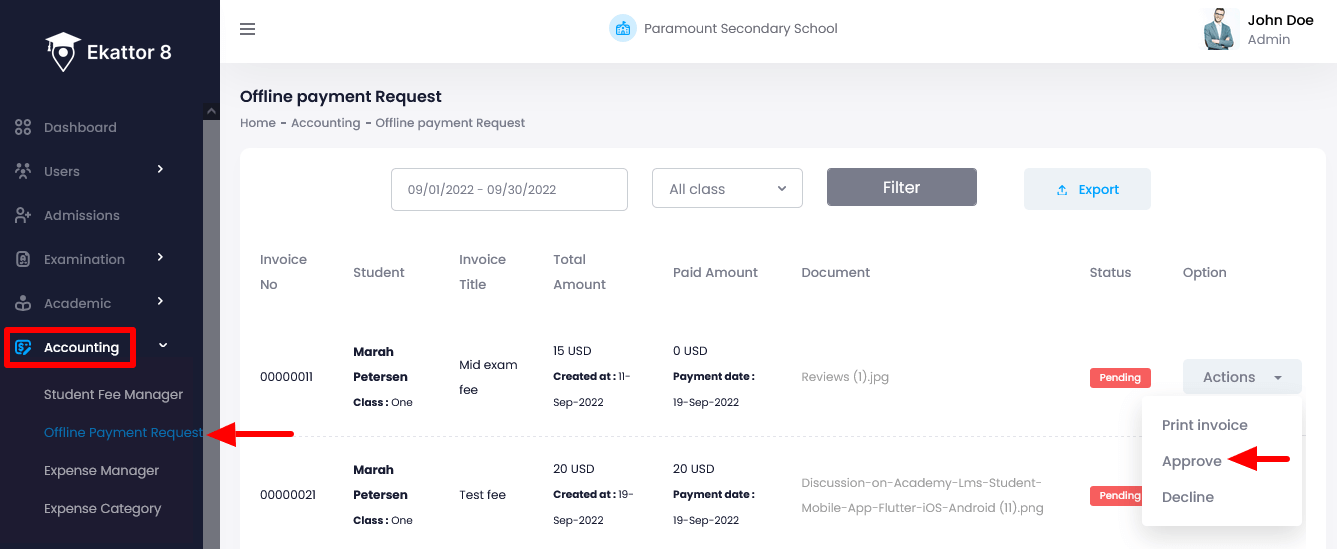 Ekattor 8
Paramount Secondary School
John Doe
Admin
Dashboard
Users
Admissions
Examination
Academic
Accounting
Student Fee Manager
Offline Payment Request
Expense Manager
Expense Category
Offline payment Request
Home - Accounting - Offline payment Request
09/01/2022 - 09/30/2022
All class
Filter
Export
Invoice
No
Student
Invoice
Title
Total
Amount
Paid Amount
Document
Status
Option
00000011
Marah
Petersen
Class : One
Mid exam
fee
15 USD
Created at : 11-
Sep-2022
0 USD
Payment date :
19-Sep-2022
Reviews (1).jpg
Pending
Actions
Print invoice
Approve
Decline
00000021
Marah
Petersen
Class : One
Test fee
20 USD
Created at : 19-
Sep-2022
20 USD
Payment date :
19-Sep-2022
Discussion-on-Academy-Lms-Student-
Mobile-App-Flutter-iOS-Android (11).png
Pending